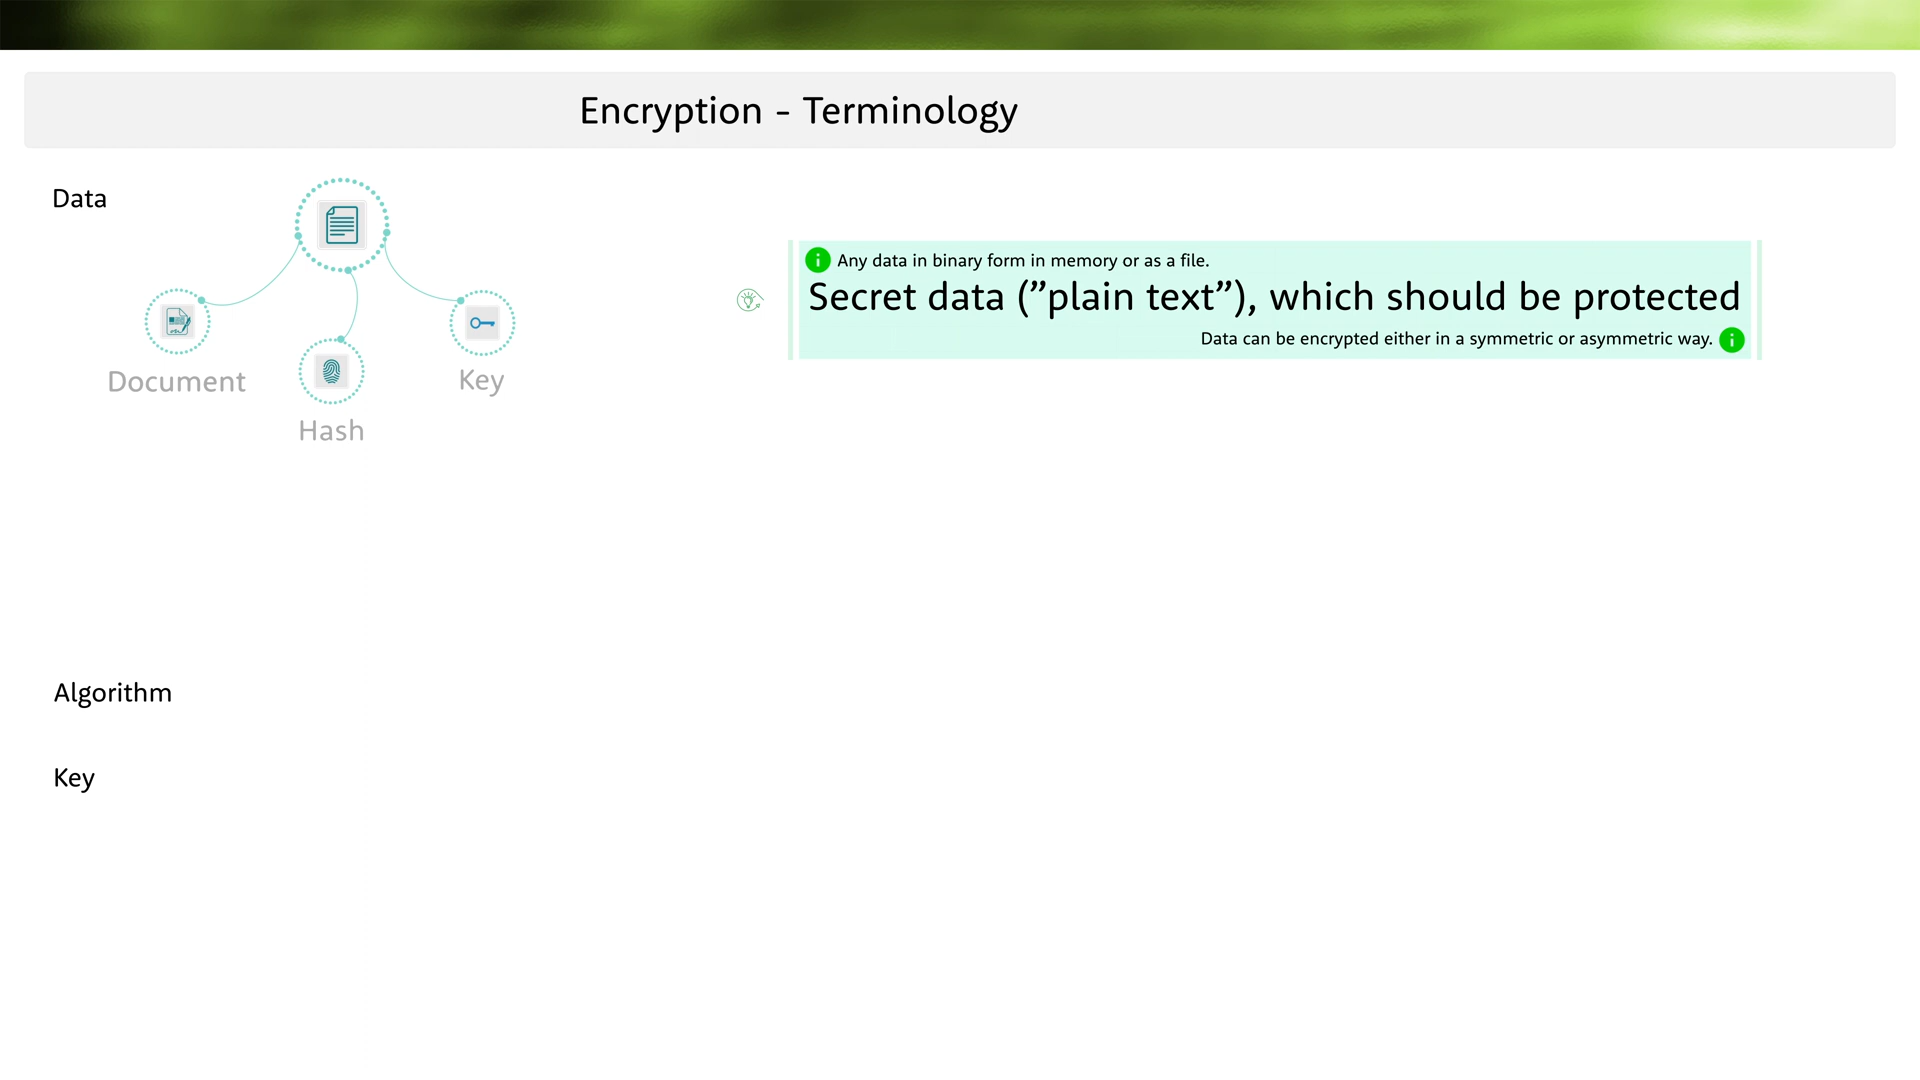 Encryption - Terminology
Data
Any data in binary form in memory or as a file.
Secret data (”plain text”), which should be protected
Data can be encrypted either in a symmetric or asymmetric way.
Document
Hash
Key
Algorithm
Key